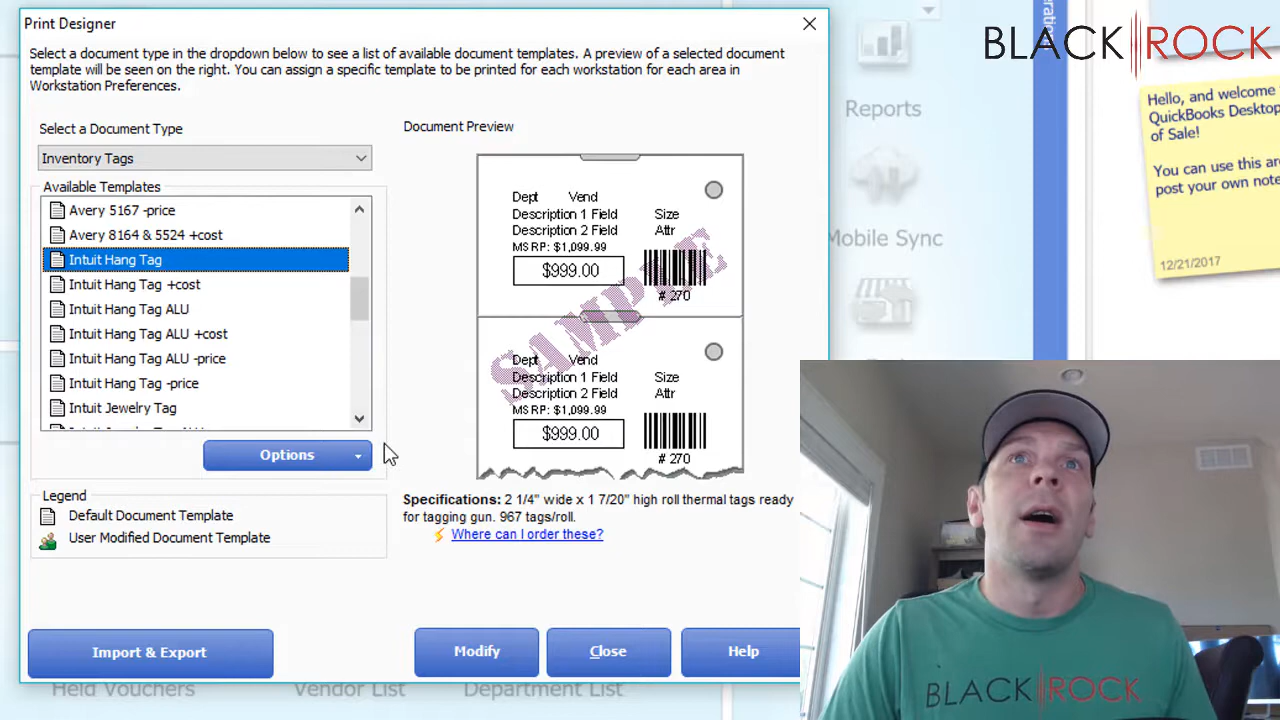 Print Designer
Select a document type in the dropdown below to see a list of available document templates. A preview of a selected document
template will be seen on the right. You can assign a specific template to be printed for each workstation for each area in
Workstation Preferences.
Select a Document Type
Inventory Tags
Available Templates
Avery 5167 -price
Avery 8164 & 5524 +cost
Intuit Hang Tag
Intuit Hang Tag +cost
Intuit Hang Tag ALU
Intuit Hang Tag ALU +cost
Intuit Hang Tag ALU -price
Intuit Hang Tag -price
Intuit Jewelry Tag
Options
Legend
Default Document Template
User Modified Document Template
Import & Export
Document Preview
Dept Vend
Description 1 Field Size
Description 2 Field Attr
MSRP: $1,099.99
$999.00
# 270
SAMPLE
Dept Vend
Description 1 Field Size
Description 2 Field Attr
MSRP: $1,099.99
$999.00
# 270
Specifications: 2 1/4" wide x 1 7/20" high roll thermal tags ready
for tagging gun. 967 tags/roll.
Where can I order these?
Modify
Close
Help
Held Vouchers
Vendor List
Department List
Reports
Mobile Sync
BLACK ROCK
Hello, and welcome
QuickBooks Desktop
of Sale!
You can use this
post your own
12/21/2017
BLACK ROCK